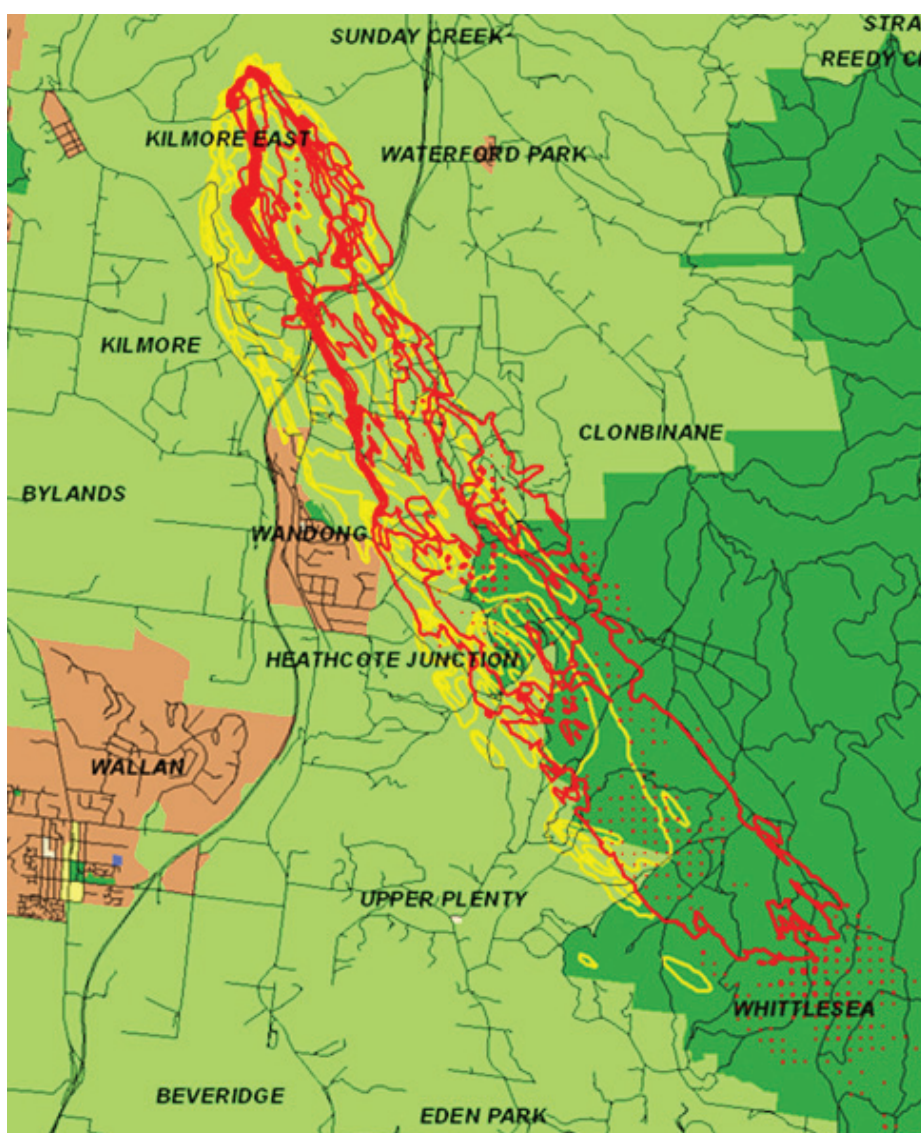 STRA
SUNDAY CREEK
REEDY C
KILMORE EAST
WATERFORD PARK
KILMORE
CLONBINANE
BYLANDS
WANDONG
HEATHCOTE JUNCTION
WALLAN
UPPER PLENTY
WHITTLESEA
BEVERIDGE
EDEN PARK